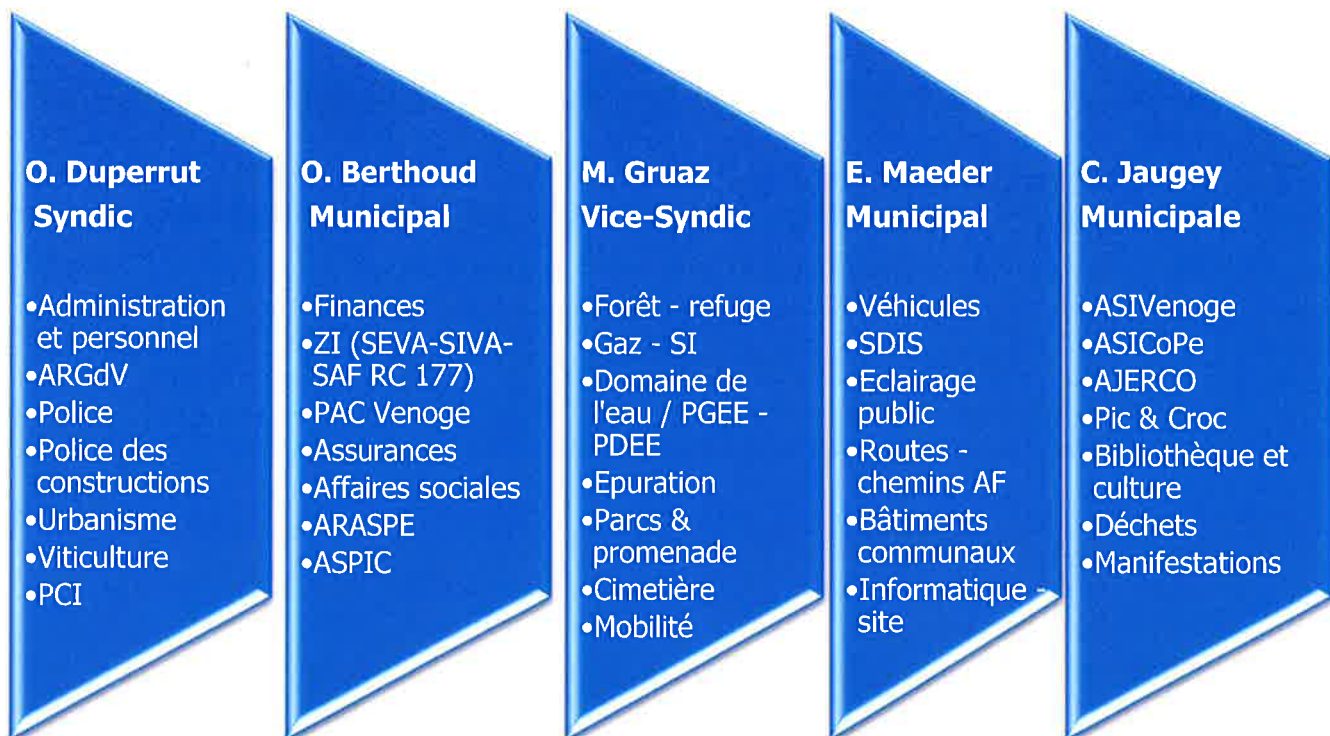 O. Duperrut
Syndic
•Administration
et personnel
•ARGdV
•Police
•Police des
constructions
•Urbanisme
•Viticulture
•PCI
O. Berthoud
Municipal
•Finances
•ZI (SEVA-SIVA-
SAF RC 177)
•PAC Venoge
•Assurances
•Affaires sociales
•ARASPE
•ASPIC
M. Gruaz
Vice-Syndic
•Forêt - refuge
•Gaz - SI
•Domaine de
l'eau / PGEE -
PDEE
•Epuration
•Parcs &
promenade
•Cimetière
•Mobilité
E. Maeder
Municipal
•Véhicules
•SDIS
•Eclairage
public
•Routes -
chemins AF
•Bâtiments
communaux
•Informatique -
site
C. Jaugey
Municipale
•ASIVenoge
•ASICoPe
•AJERCO
•Pic & Croc
•Bibliothèque et
culture
•Déchets
•Manifestations